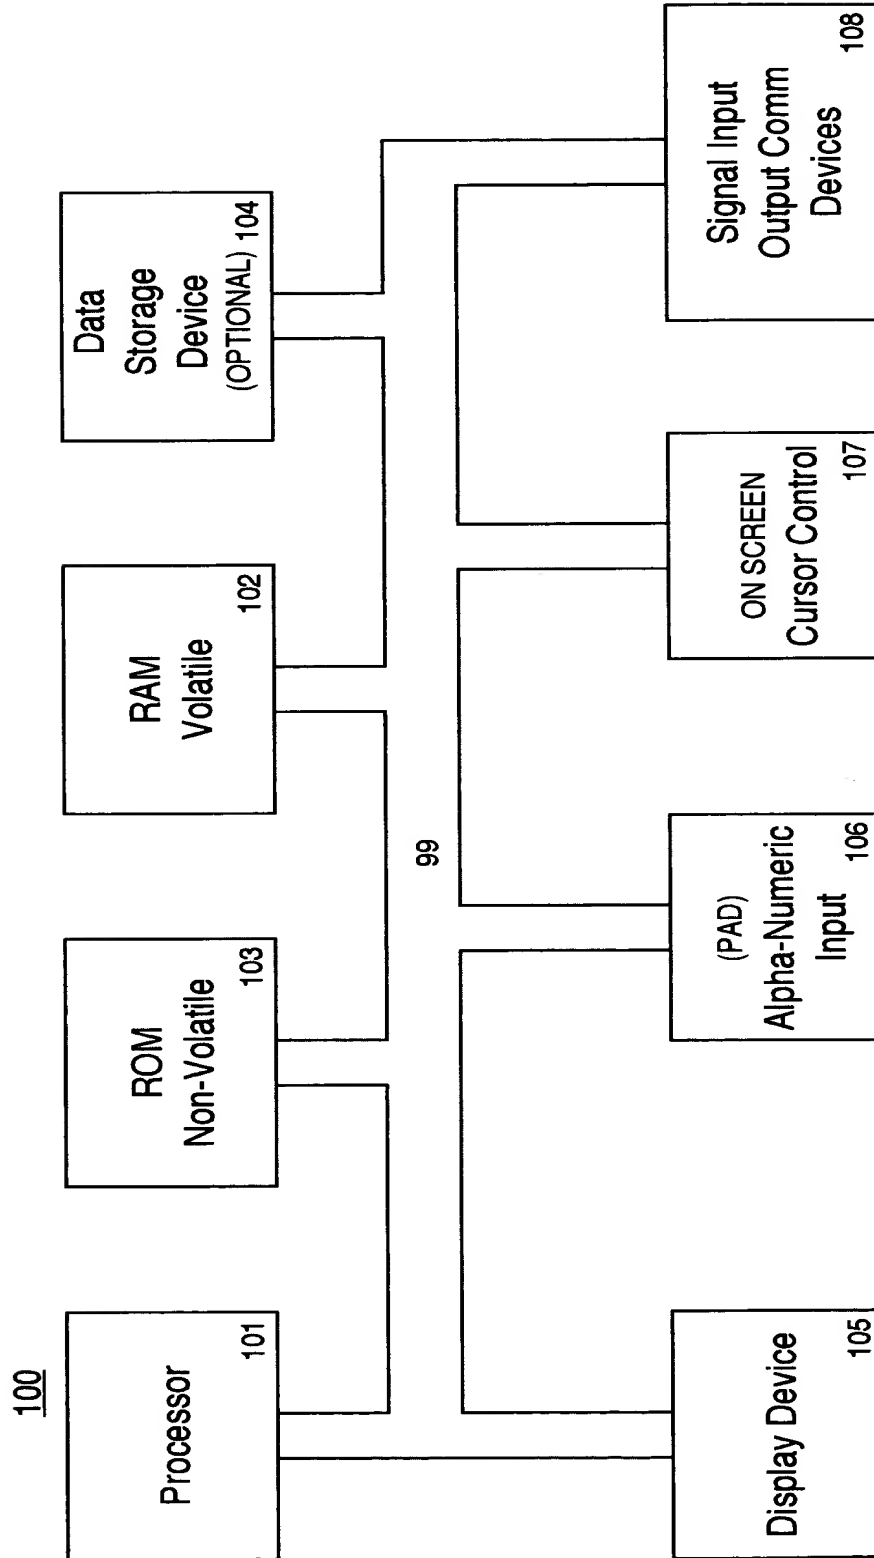 100
Processor
101
ROM
Non-Volatile
103
RAM
Volatile
102
Data
Storage
Device
(OPTIONAL) 104
99
Display Device
105
(PAD)
Alpha-Numeric
Input
106
ON SCREEN
Cursor Control
107
Signal Input
Output Comm
Devices
108